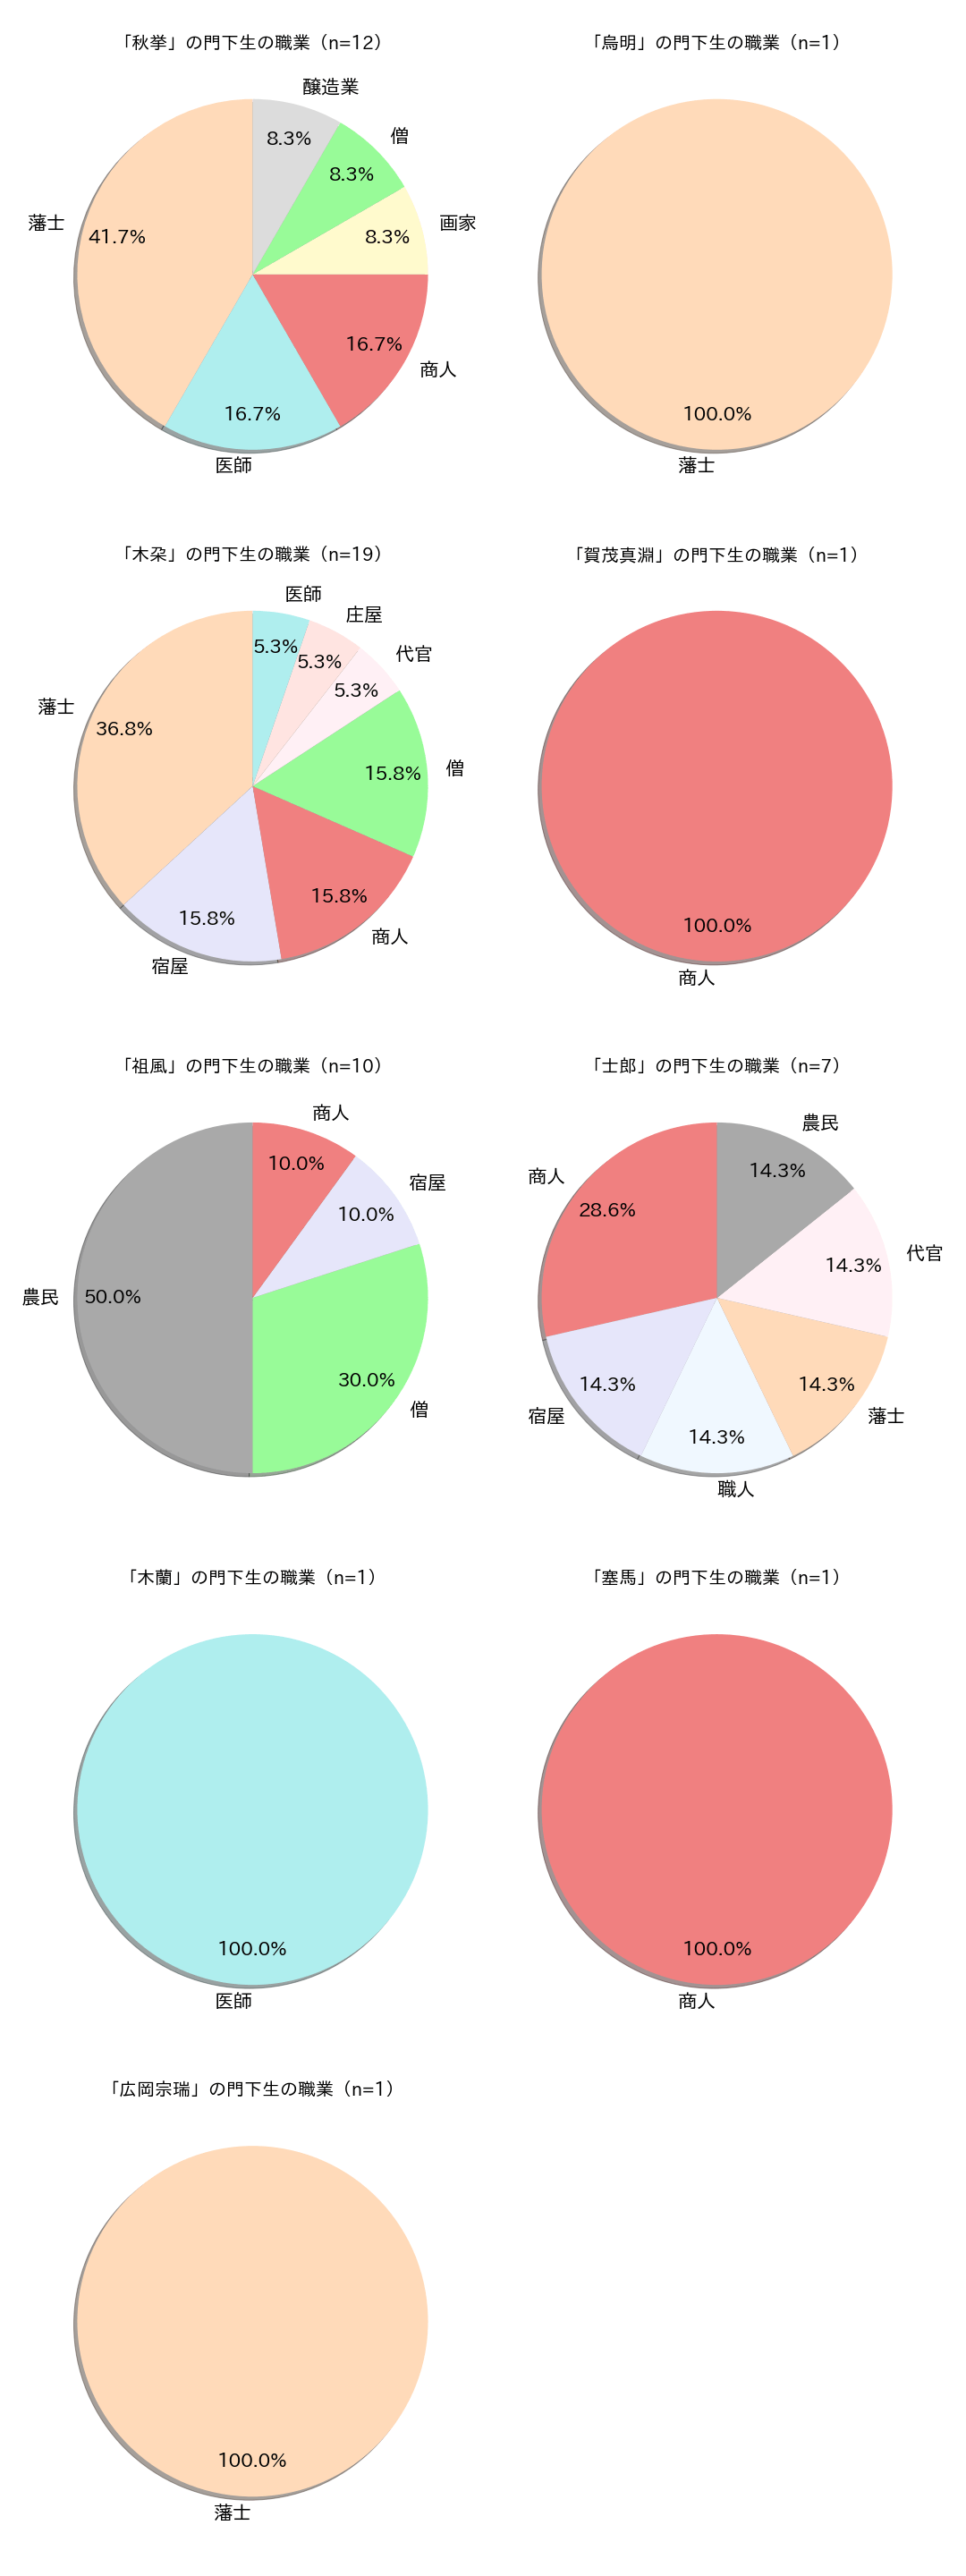 「秋挙」の門下生の職業（n=12）
醸造業
8.3%
僧
8.3%
画家
8.3%
藩士
41.7%
商人
16.7%
医師
16.7%
「烏明」の門下生の職業（n=1）
100.0%
藩士
「木朶」の門下生の職業（n=19）
医師
5.3%
庄屋
5.3%
代官
5.3%
藩士
36.8%
僧
15.8%
商人
15.8%
宿屋
15.8%
「賀茂真淵」の門下生の職業（n=1）
100.0%
商人
「祖風」の門下生の職業（n=10）
商人
10.0%
宿屋
10.0%
農民
50.0%
僧
30.0%
「士郎」の門下生の職業（n=7）
農民
14.3%
商人
28.6%
代官
14.3%
藩士
14.3%
宿屋
14.3%
職人
14.3%
「木蘭」の門下生の職業（n=1）
100.0%
医師
「塞馬」の門下生の職業（n=1）
100.0%
商人
「広岡宗瑞」の門下生の職業（n=1）
100.0%
藩士